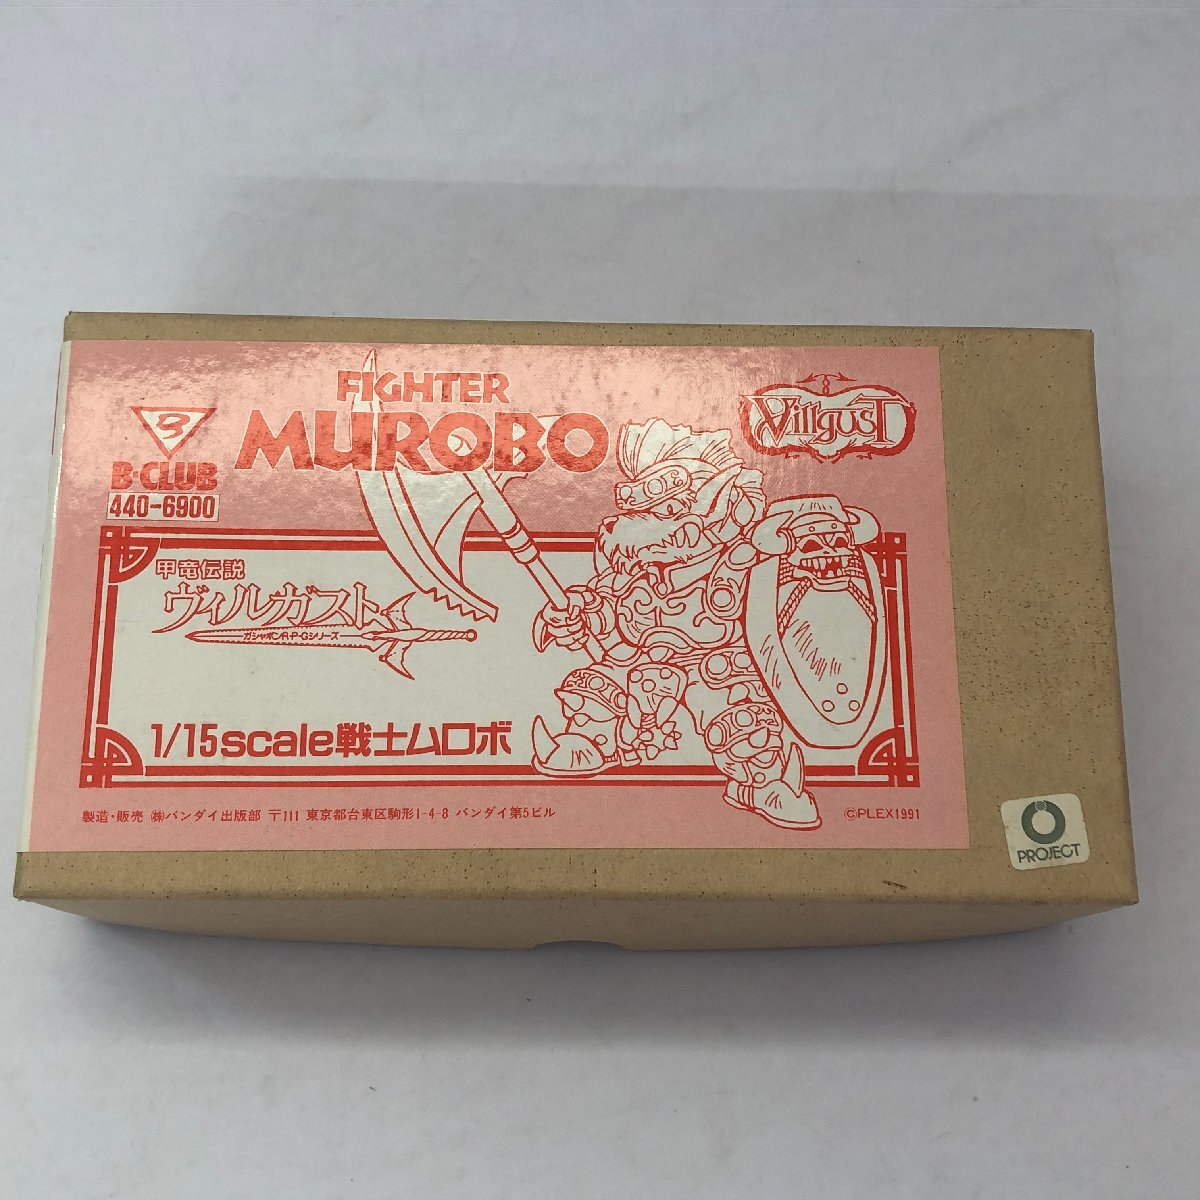 FIGHTER
MUROBO
B
B-CLUB
440-6900
Villgust
甲竜伝説
ヴィルガスト
ガシャポンR・P・Gシリーズ
1/15scale戦士ムロボ
製造・販売 ㈱バンダイ出版部 〒111 東京都台東区駒形1-4-8 バンダイ第5ビル
©PLEX1991
PROJECT